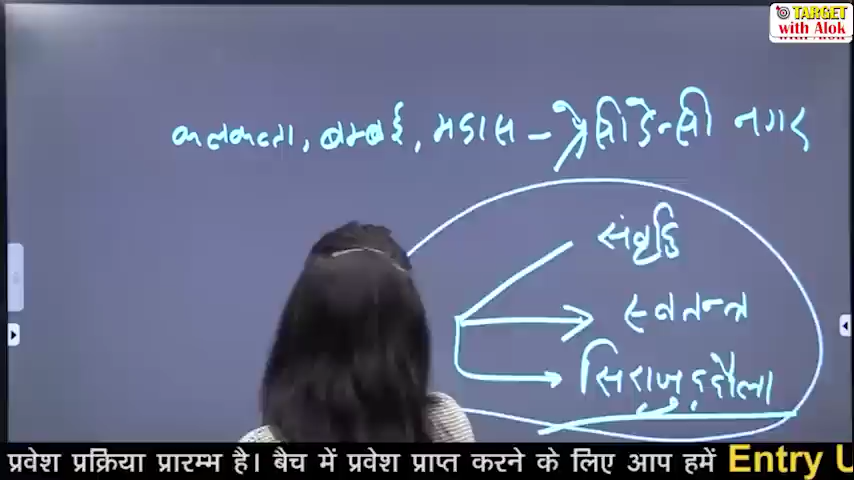 TARGET
with Alok
कलकत्ता, बम्बई, मद्रास - प्रेसीडेन्सी नगर
संवृद्धि
स्वतन्त्र
सिराजुद्दौला
प्रवेश प्रक्रिया प्रारम्भ है। बैच में प्रवेश प्राप्त करने के लिए आप हमें Entry U